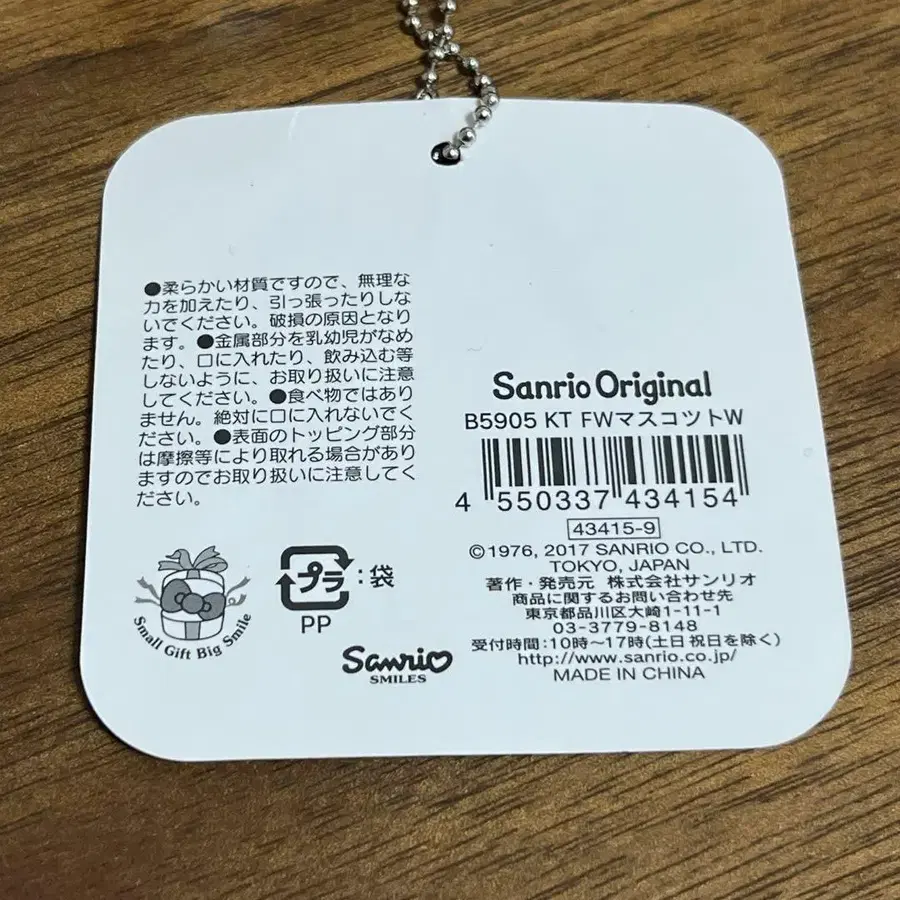 ●柔らかい材質ですので、無理な
力を加えたり、引っ張ったりしな
いでください。破損の原因となり
ます。●金属部分を乳幼児がなめ
たり、口に入れたり、飲み込む等
しないように、お取り扱いに注意
してください。●食べ物ではあり
ません。絶対に口に入れないでく
ださい。●表面のトッピング部分
は摩擦等により取れる場合があり
ますのでお取り扱いに注意してく
ださい。
Small Gift Big Smile
プラ:袋
PP
Sanrio
SMILES
Sanrio Original
B5905 KT FWマスコツトW
4 550337 434154
43415-9
©1976, 2017 SANRIO CO., LTD.
TOKYO, JAPAN
著作・発売元 株式会社サンリオ
商品に関するお問い合わせ先
東京都品川区大崎1-11-1
03-3779-8148
受付時間:10時〜17時(土日祝日を除く)
http://www.sanrio.co.jp/
MADE IN CHINA